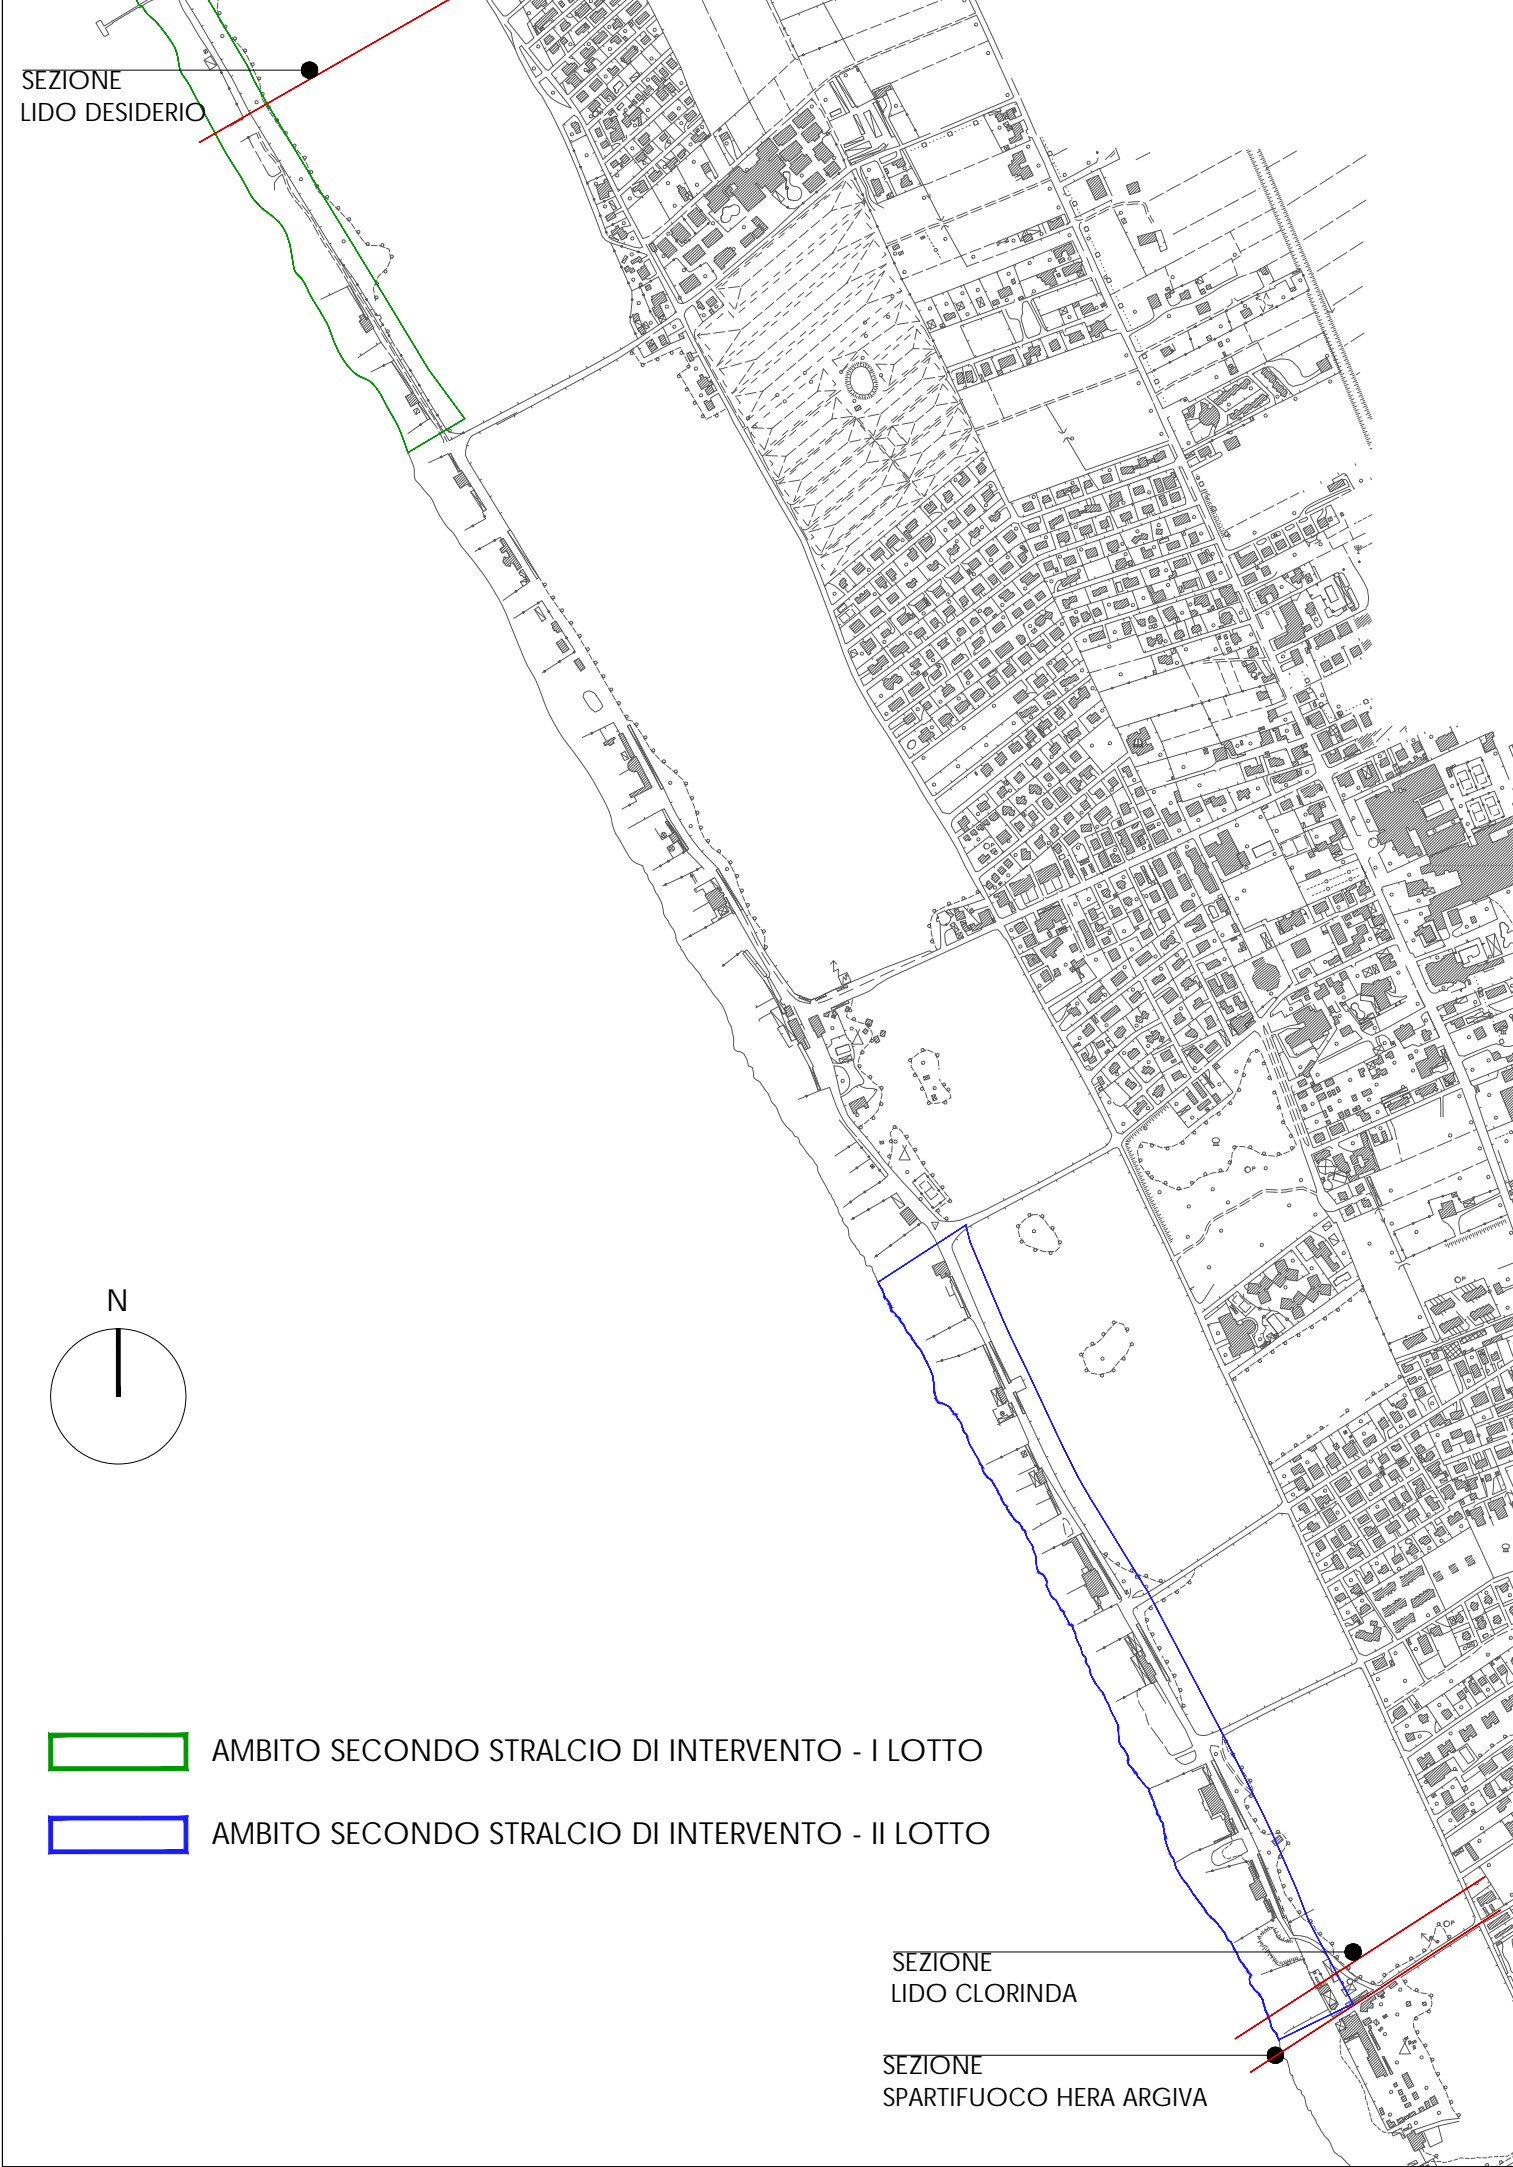 SEZIONE
LIDO DESIDERIO
N
AMBITO SECONDO STRALCIO DI INTERVENTO - I LOTTO
AMBITO SECONDO STRALCIO DI INTERVENTO - II LOTTO
SEZIONE
LIDO CLORINDA
SEZIONE
SPARTIFUOCO HERA ARGIVA